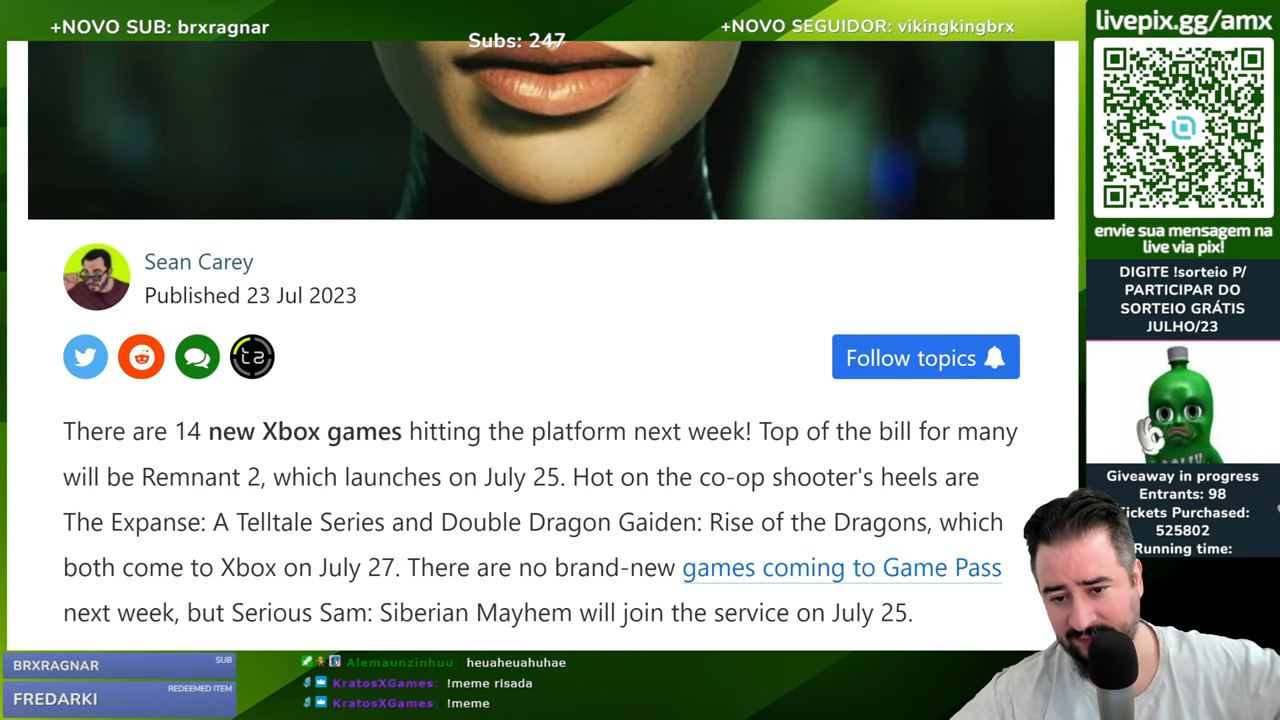 +NOVO SUB: brxragnar
Subs: 247
+NOVO SEGUIDOR: vikingkingbrx
livepix.gg/amx
envie sua mensagem na
live via pix!
DIGITE !sorteio P/
PARTICIPAR DO
SORTEIO GRÁTIS
JULHO/23
Giveaway in progress
Entrants: 98
Tickets Purchased:
525802
Running time:
Sean Carey
Published 23 Jul 2023
ta
Follow topics
There are 14 new Xbox games hitting the platform next week! Top of the bill for many
will be Remnant 2, which launches on July 25. Hot on the co-op shooter's heels are
The Expanse: A Telltale Series and Double Dragon Gaiden: Rise of the Dragons, which
both come to Xbox on July 27. There are no brand-new games coming to Game Pass
next week, but Serious Sam: Siberian Mayhem will join the service on July 25.
BRXRAGNAR SUB
FREDARKI REDEEMED ITEM
Alemaunzinhuu: heuaheuahuhae
KratosXGames: !meme risada
KratosXGames: !meme